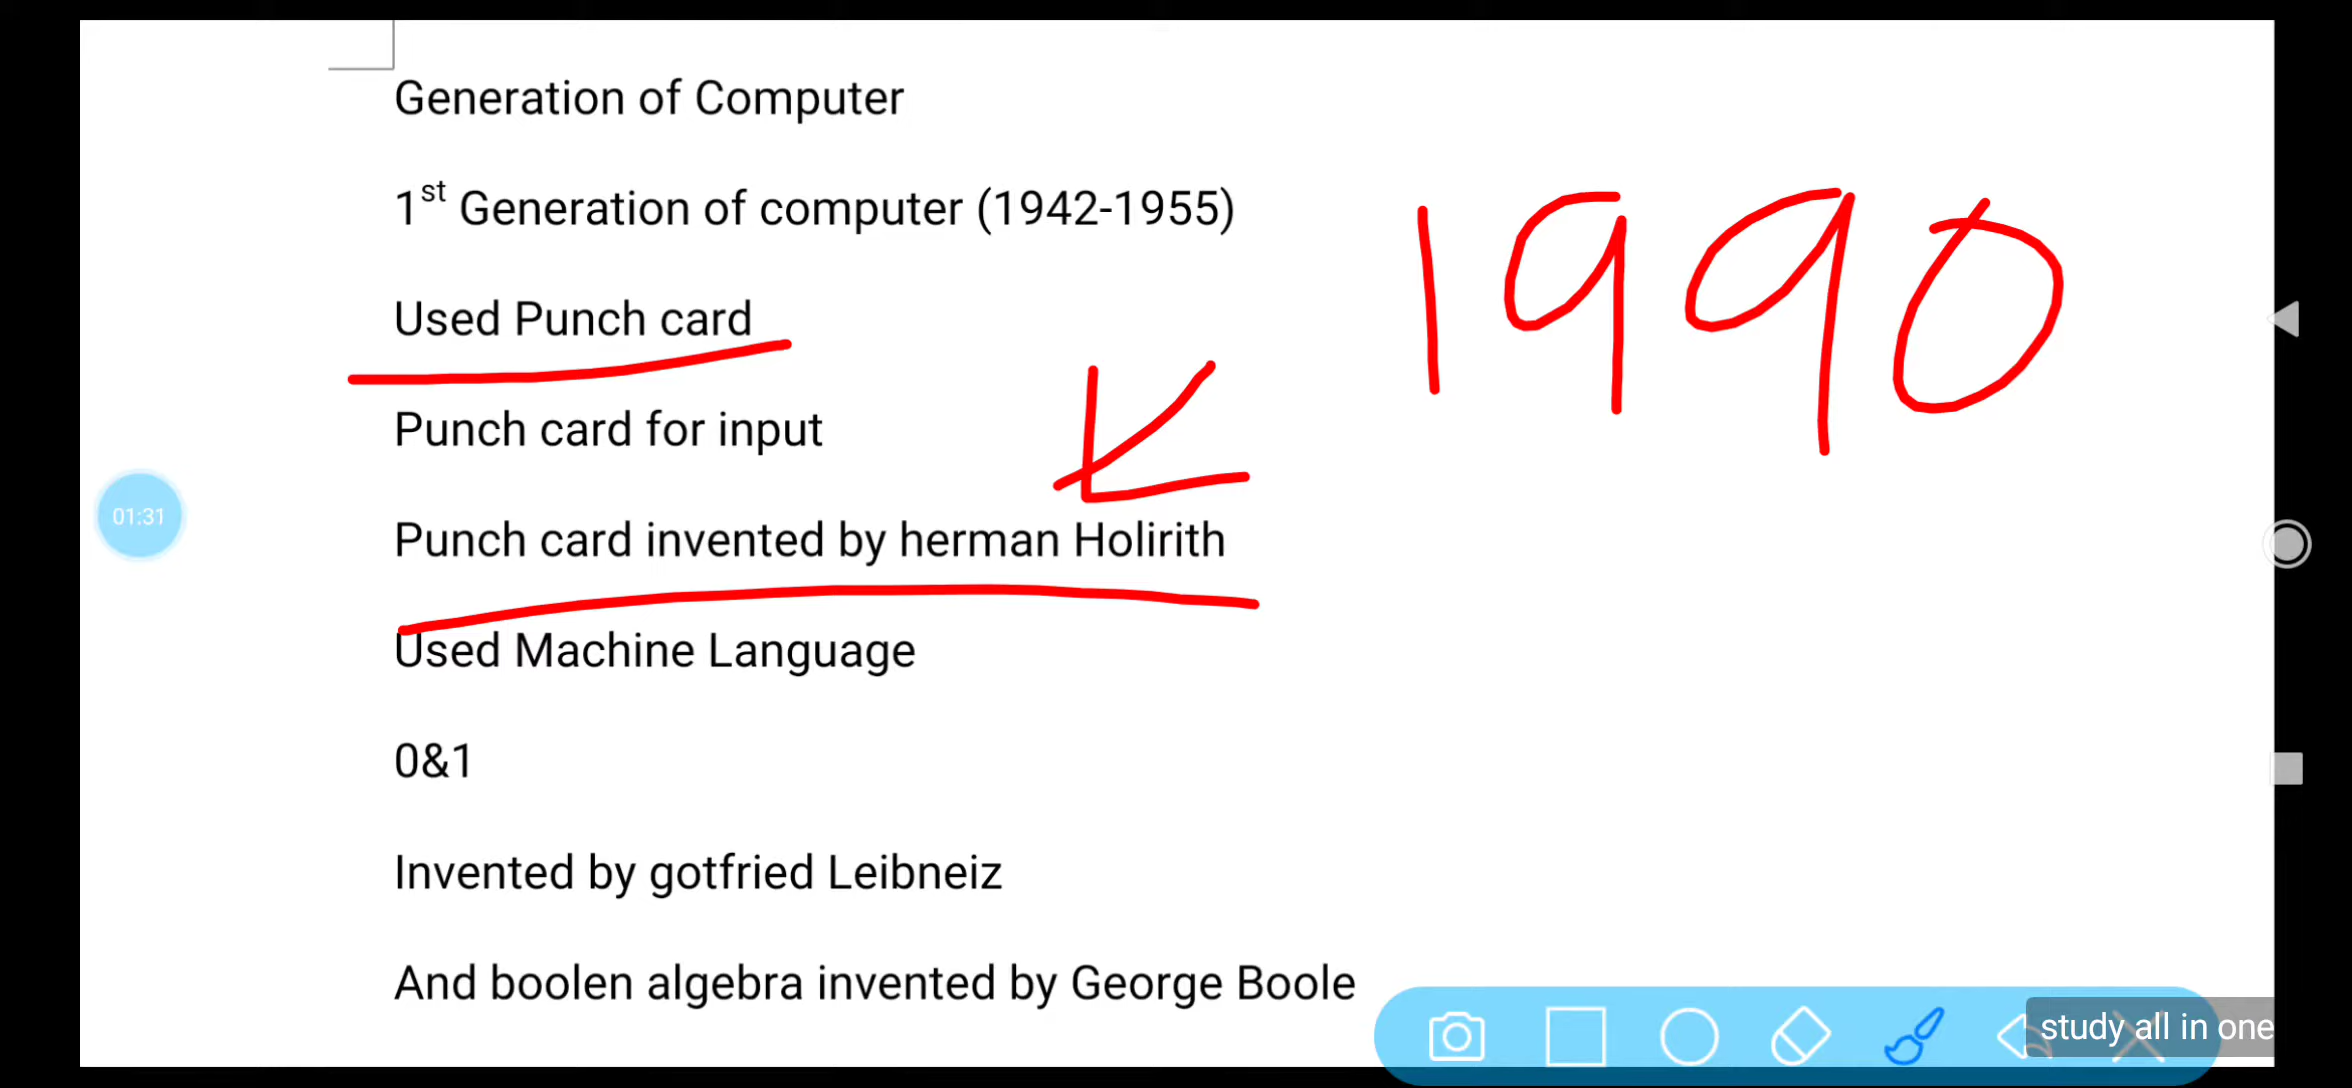 Generation of Computer
1st Generation of computer (1942-1955)
1990
Used Punch card
Punch card for input
01:31
Punch card invented by herman Holirith
Used Machine Language
0&1
Invented by gotfried Leibneiz
And boolen algebra invented by George Boole
study all in one